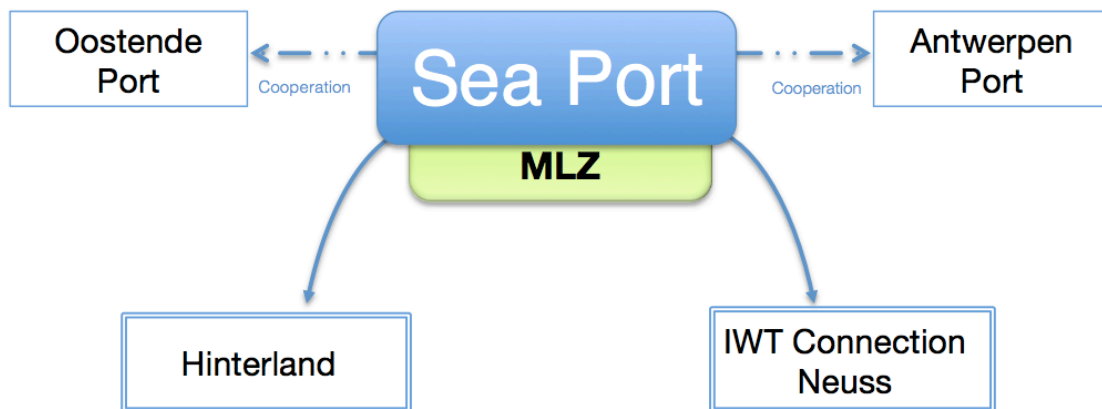 Oostende
Port
Cooperation
Sea Port
MLZ
Cooperation
Antwerpen
Port
Hinterland
IWT Connection
Neuss